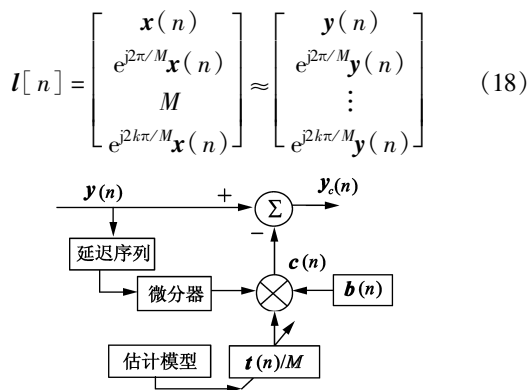 l[n] = [x(n) e^{j2π/M}x(n) M e^{j2kπ/M}x(n)] ≈ [y(n) e^{j2π/M}y(n) ⋮ e^{j2kπ/M}y(n)] (18)
y(n) + Σ y_c(n)
−
延迟序列
c(n)
微分器 b(n)
估计模型 t(n)/M